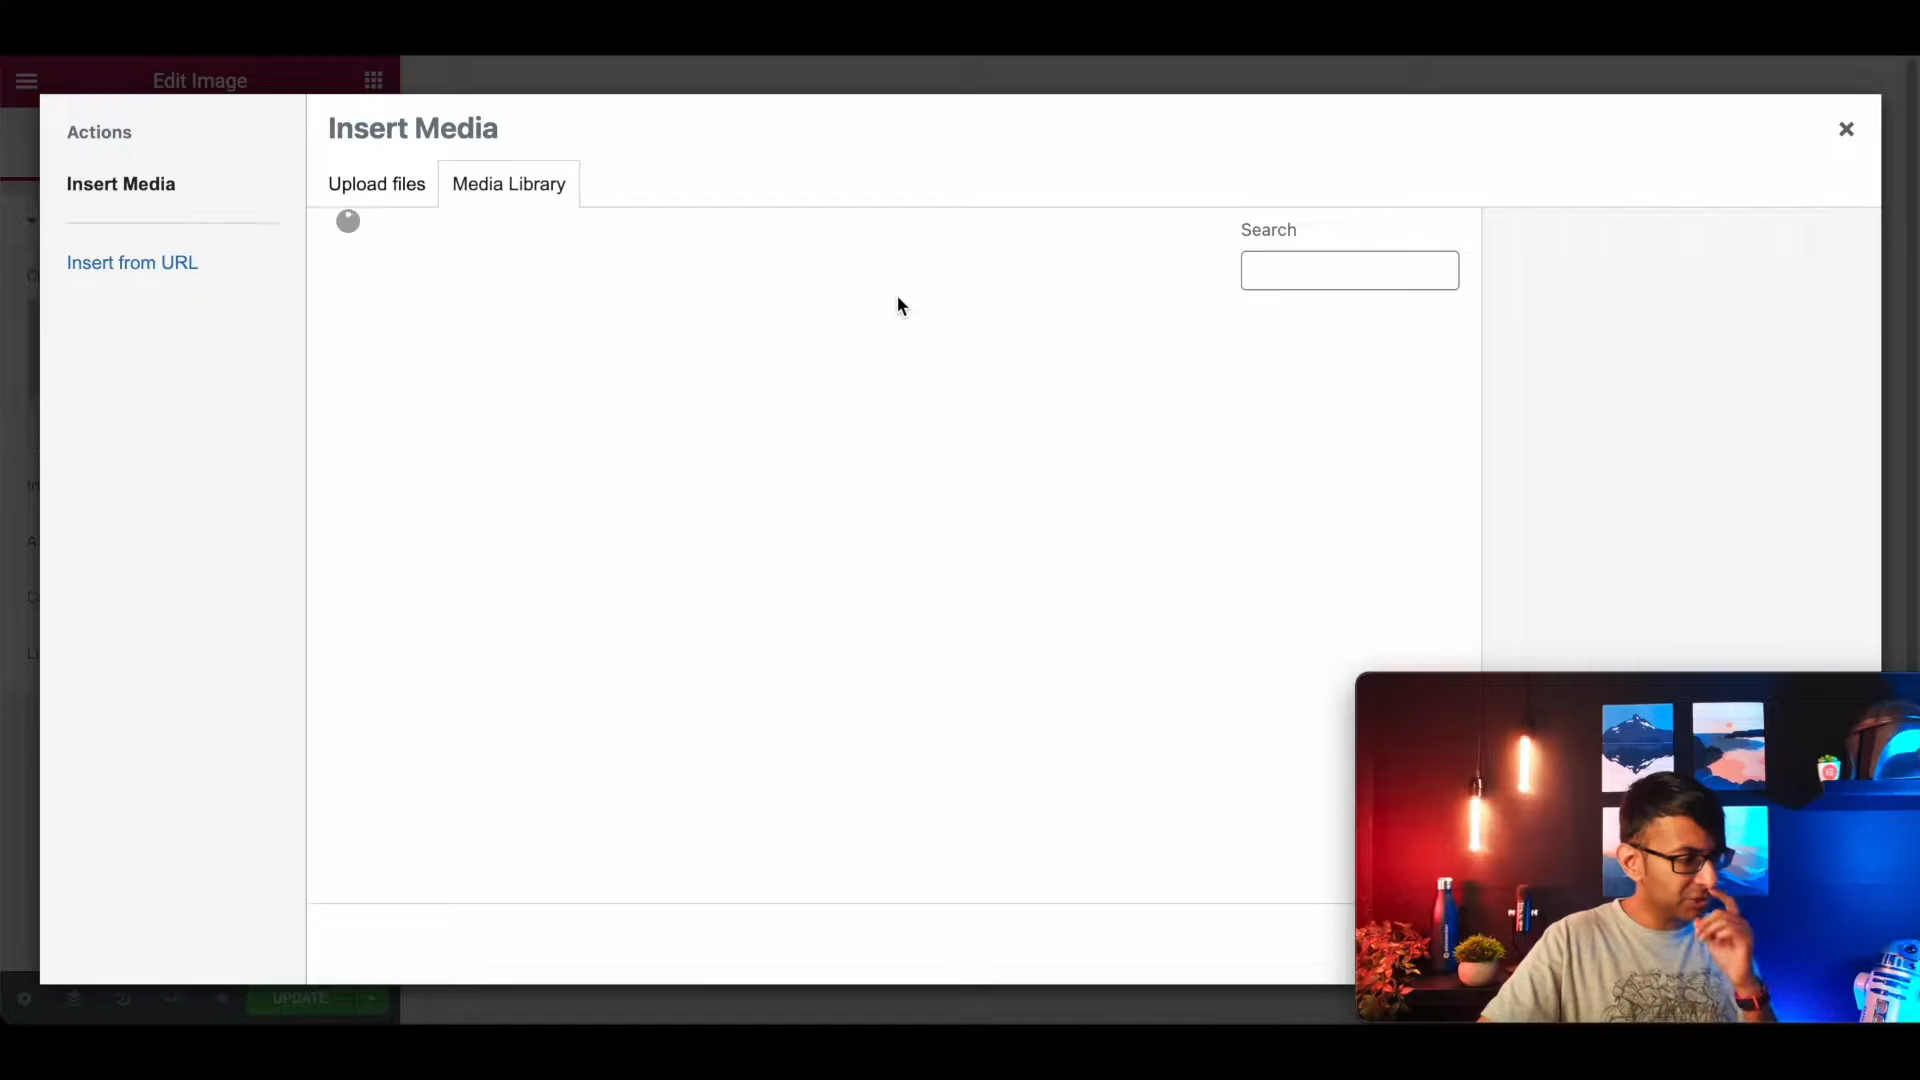 Edit Image
Actions
Insert Media
Insert from URL
Insert Media
Upload files
Media Library
Search
UPDATE